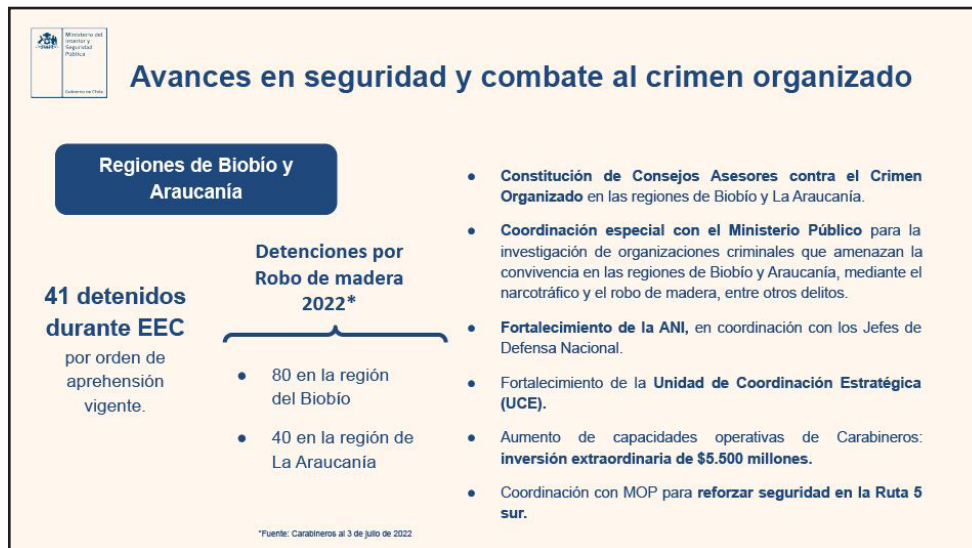 Ministerio del
Interior y
Seguridad
Pública
Gobierno de Chile
Avances en seguridad y combate al crimen organizado
Regiones de Biobío y
Araucanía
41 detenidos
durante EEC
por orden de
aprehensión
vigente.
Detenciones por
Robo de madera
2022*
● 80 en la región
del Biobío
● 40 en la región de
La Araucanía
*Fuente: Carabineros al 3 de julio de 2022
● Constitución de Consejos Asesores contra el Crimen
Organizado en las regiones de Biobío y La Araucanía.
● Coordinación especial con el Ministerio Público para la
investigación de organizaciones criminales que amenazan la
convivencia en las regiones de Biobío y Araucanía, mediante el
narcotráfico y el robo de madera, entre otros delitos.
● Fortalecimiento de la ANI, en coordinación con los Jefes de
Defensa Nacional.
● Fortalecimiento de la Unidad de Coordinación Estratégica
(UCE).
● Aumento de capacidades operativas de Carabineros:
inversión extraordinaria de $5.500 millones.
● Coordinación con MOP para reforzar seguridad en la Ruta 5
sur.